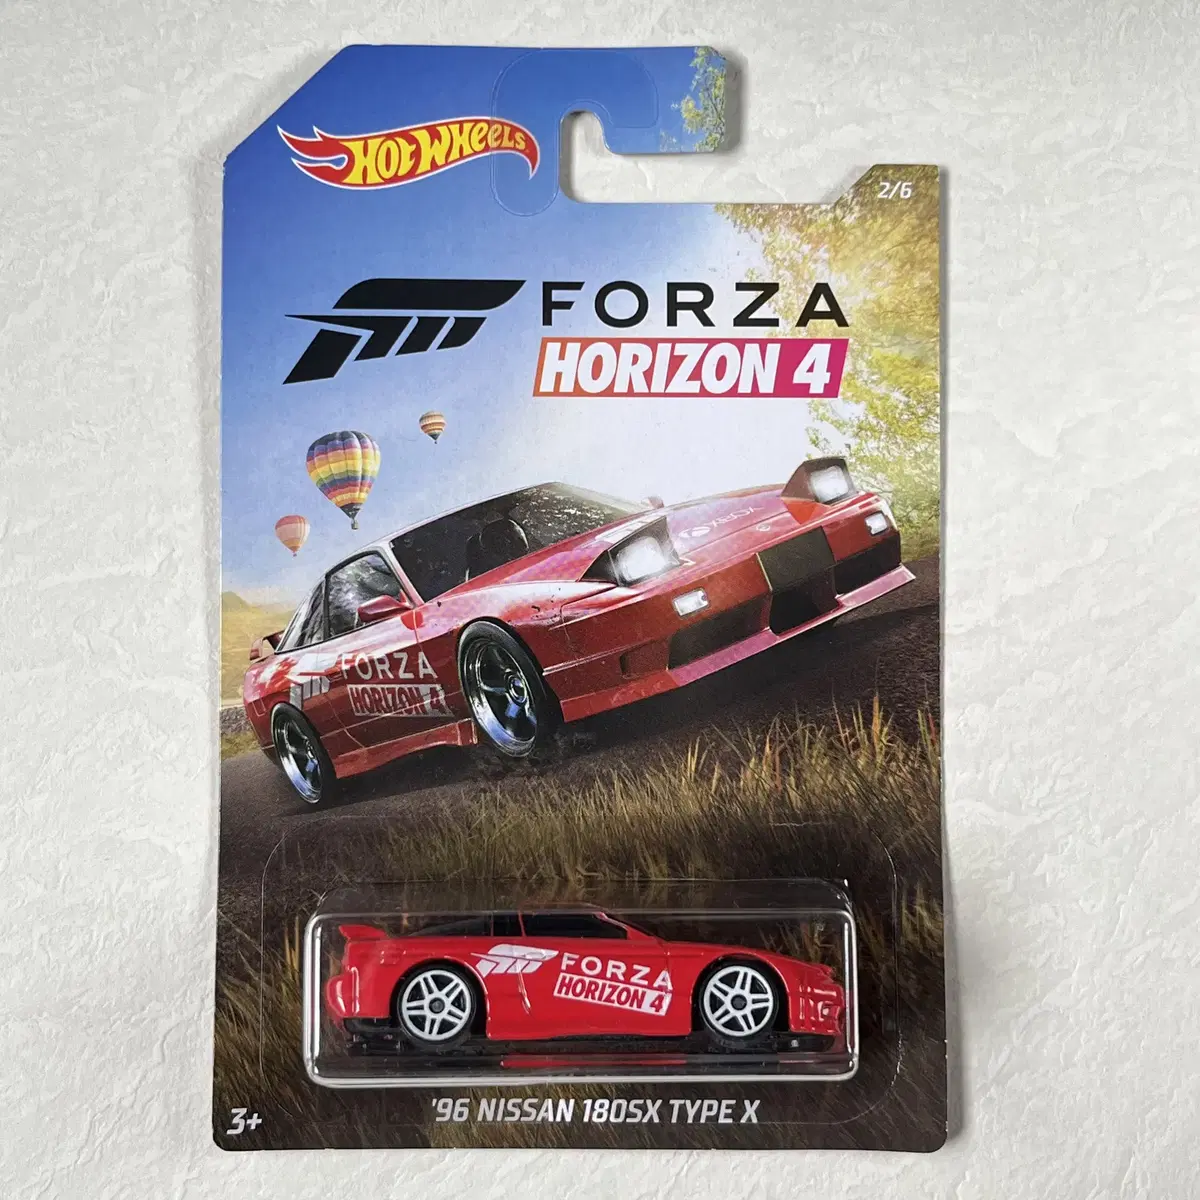 HOT WHEELS
2/6
FORZA
HORIZON 4
XBOX
FORZA
HORIZON 4
FORZA
HORIZON 4
3+
'96 NISSAN 180SX TYPE X